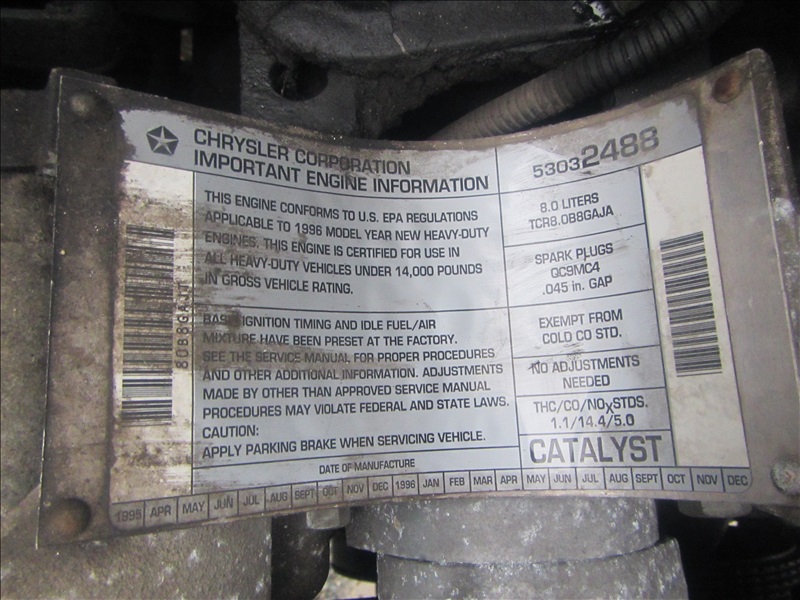 CHRYSLER CORPORATION
IMPORTANT ENGINE INFORMATION
53032488
THIS ENGINE CONFORMS TO U.S. EPA REGULATIONS
APPLICABLE TO 1996 MODEL YEAR NEW HEAVY-DUTY
ENGINES. THIS ENGINE IS CERTIFIED FOR USE IN
ALL HEAVY-DUTY VEHICLES UNDER 14,000 POUNDS
IN GROSS VEHICLE RATING.
BASIC IGNITION TIMING AND IDLE FUEL/AIR
MIXTURE HAVE BEEN PRESET AT THE FACTORY.
SEE THE SERVICE MANUAL FOR PROPER PROCEDURES
AND OTHER ADDITIONAL INFORMATION. ADJUSTMENTS
MADE BY OTHER THAN APPROVED SERVICE MANUAL
PROCEDURES MAY VIOLATE FEDERAL AND STATE LAWS.
CAUTION:
APPLY PARKING BRAKE WHEN SERVICING VEHICLE.
8.0 LITERS
TCR8.0B8GAJA
SPARK PLUGS
QC9MC4
.045 in. GAP
EXEMPT FROM
COLD CO STD.
NO ADJUSTMENTS
NEEDED
THC/CO/NOx STDS.
1.1/14.4/5.0
CATALYST
DATE OF MANUFACTURE
1995 APR MAY JUN JUL AUG SEPT OCT NOV DEC 1996 JAN FEB MAR APR MAY JUN JUL AUG SEPT OCT NOV DEC